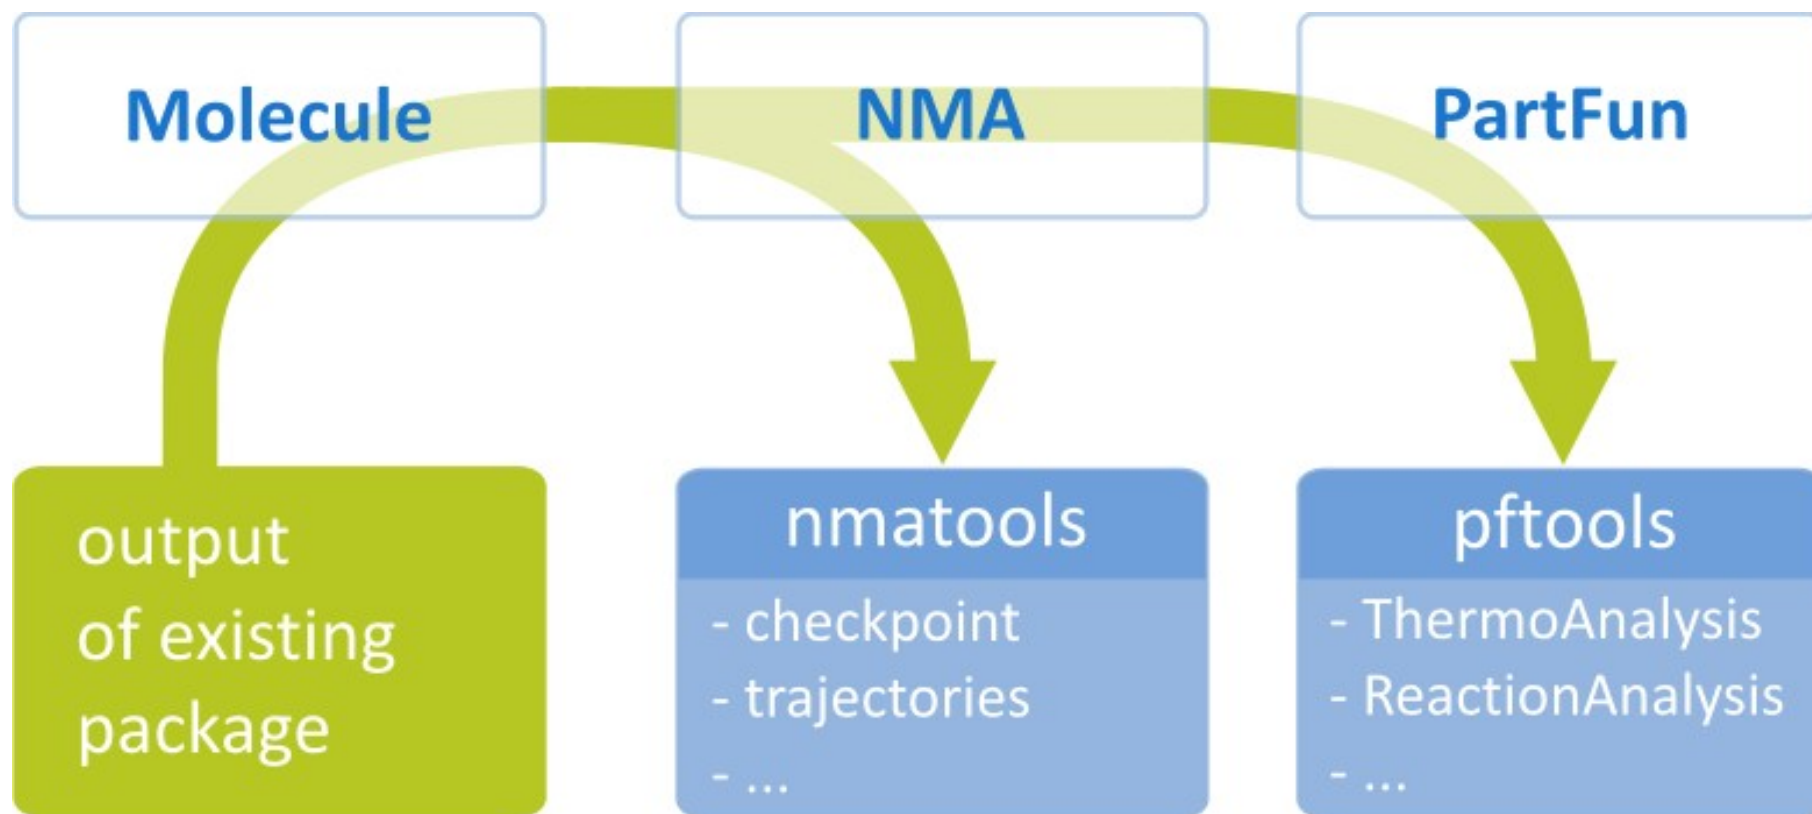 Molecule
NMA
PartFun
output
of existing
package
nmatools
- checkpoint
- trajectories
- ...
pftools
- ThermoAnalysis
- ReactionAnalysis
- ...